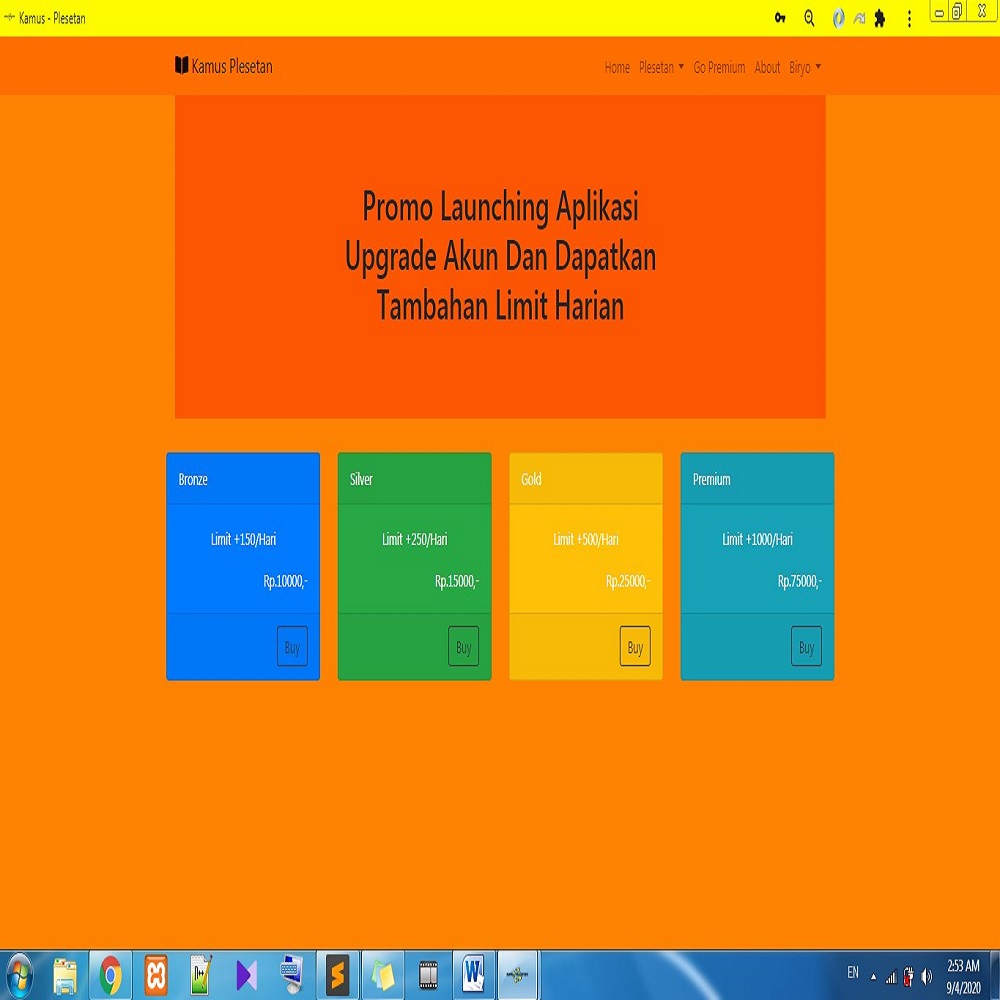 Kamus - Plesetan
Kamus Plesetan
Home Plesetan Go Premium About Biryo
Promo Launching Aplikasi
Upgrade Akun Dan Dapatkan
Tambahan Limit Harian
Bronze
Limit +150/Hari
Rp.10000,-
Buy
Silver
Limit +250/Hari
Rp.15000,-
Buy
Gold
Limit +500/Hari
Rp.25000,-
Buy
Premium
Limit +1000/Hari
Rp.75000,-
Buy
EN
2:53 AM
9/4/2020